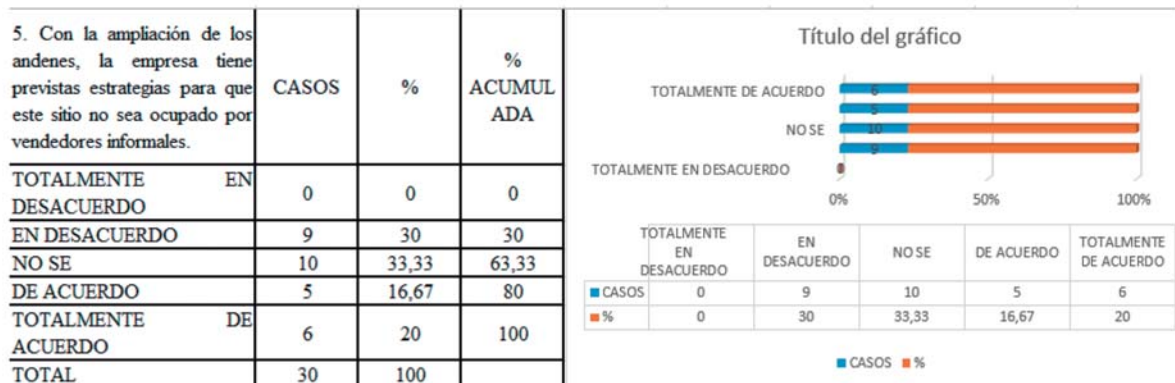 5. Con la ampliación de los
andenes, la empresa tiene
previstas estrategias para que
este sitio no sea ocupado por
vendedores informales.
CASOS
%
%
ACUMUL
ADA
TOTALMENTE EN
DESACUERDO
0
0
0
EN DESACUERDO
9
30
30
NO SE
10
33,33
63,33
DE ACUERDO
5
16,67
80
TOTALMENTE DE
ACUERDO
6
20
100
TOTAL
30
100
Título del gráfico
TOTALMENTE DE ACUERDO
6
5
NO SE
10
9
TOTALMENTE EN DESACUERDO
0%
50%
100%
TOTALMENTE
EN
DESACUERDO
EN
DESACUERDO
NO SE
DE ACUERDO
TOTALMENTE
DE ACUERDO
CASOS
0
9
10
5
6
%
0
30
33,33
16,67
20
CASOS %